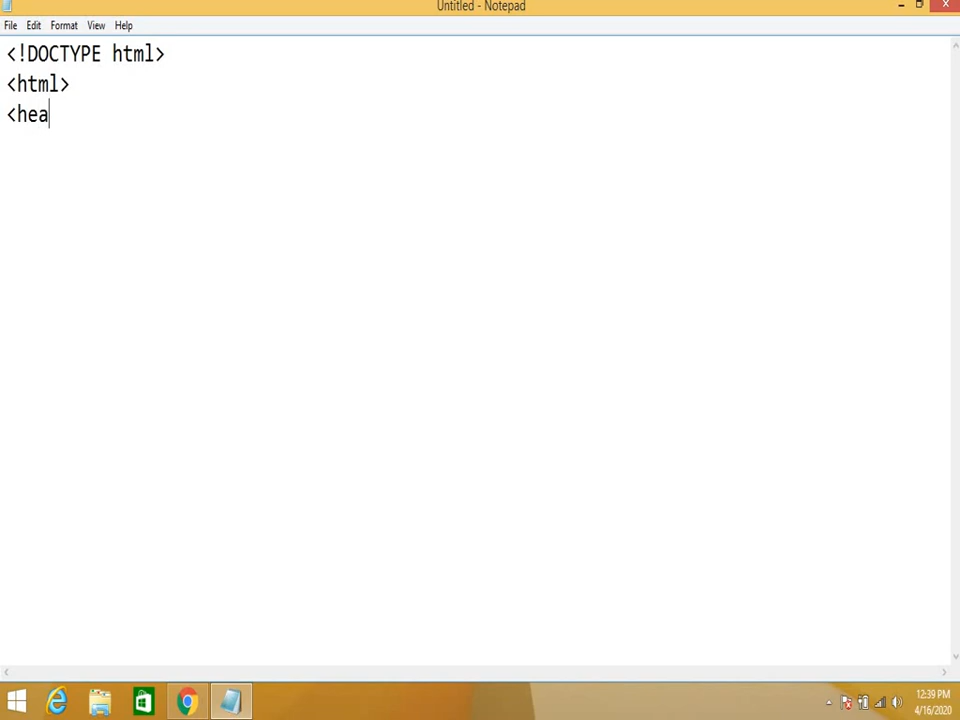 Untitled - Notepad
File Edit Format View Help
<!DOCTYPE html>
<html>
<hea
12:39 PM
4/16/2020